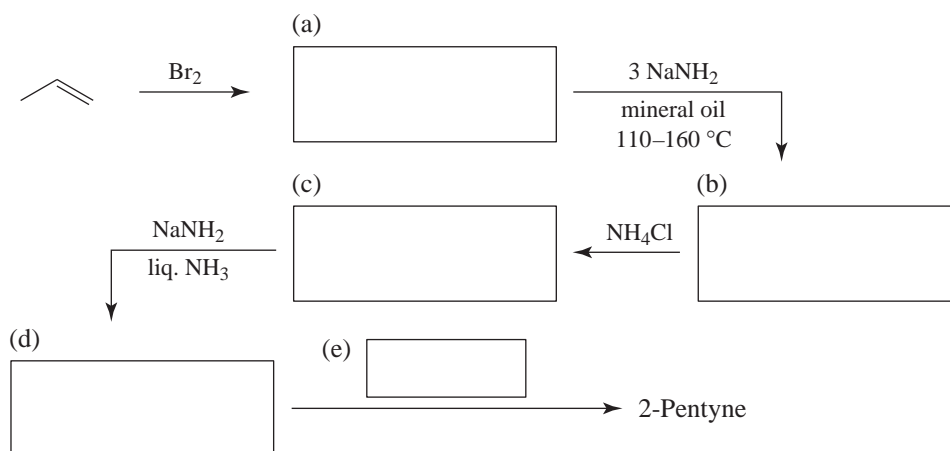 (a)
Br2
3 NaNH2
mineral oil
110–160 °C
(b)
(c)
NH4Cl
NaNH2
liq. NH3
(d)
(e)
2-Pentyne